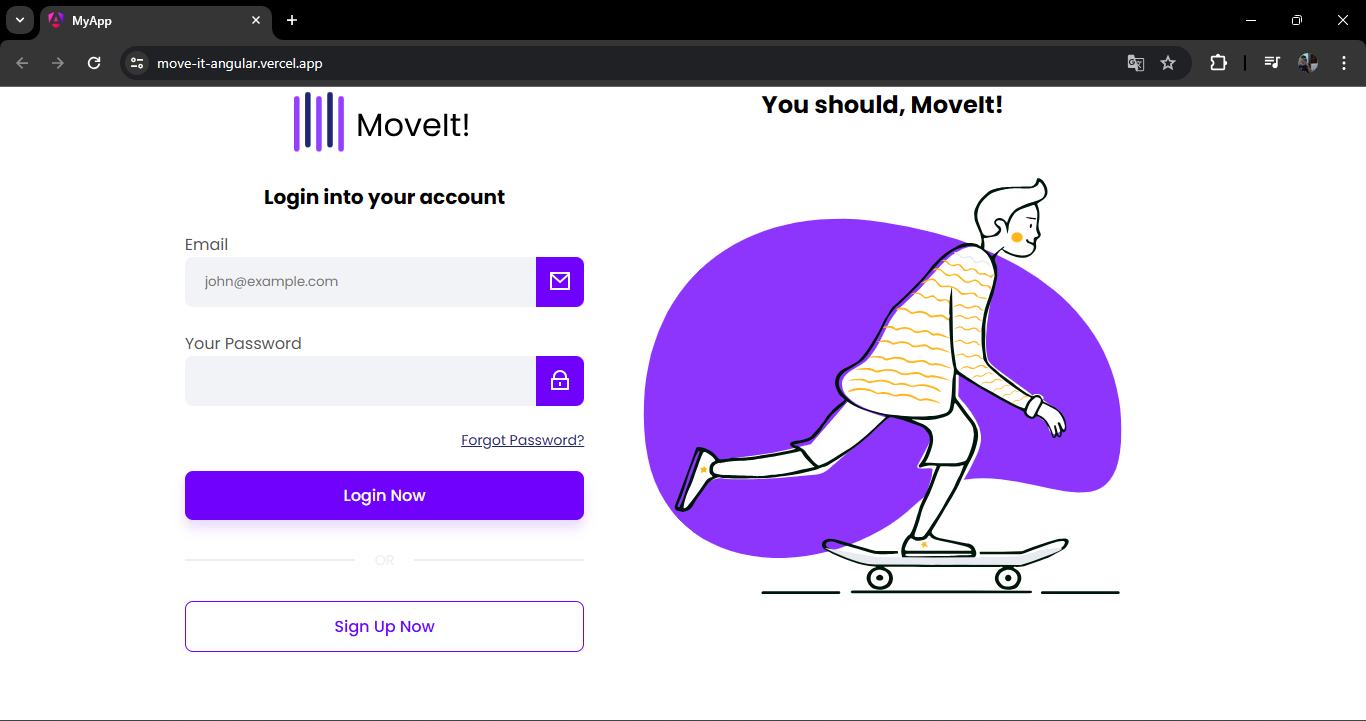 MyApp
move-it-angular.vercel.app
MoveIt!
Login into your account
Email
john@example.com
Your Password
Forgot Password?
Login Now
OR
Sign Up Now
You should, MoveIt!